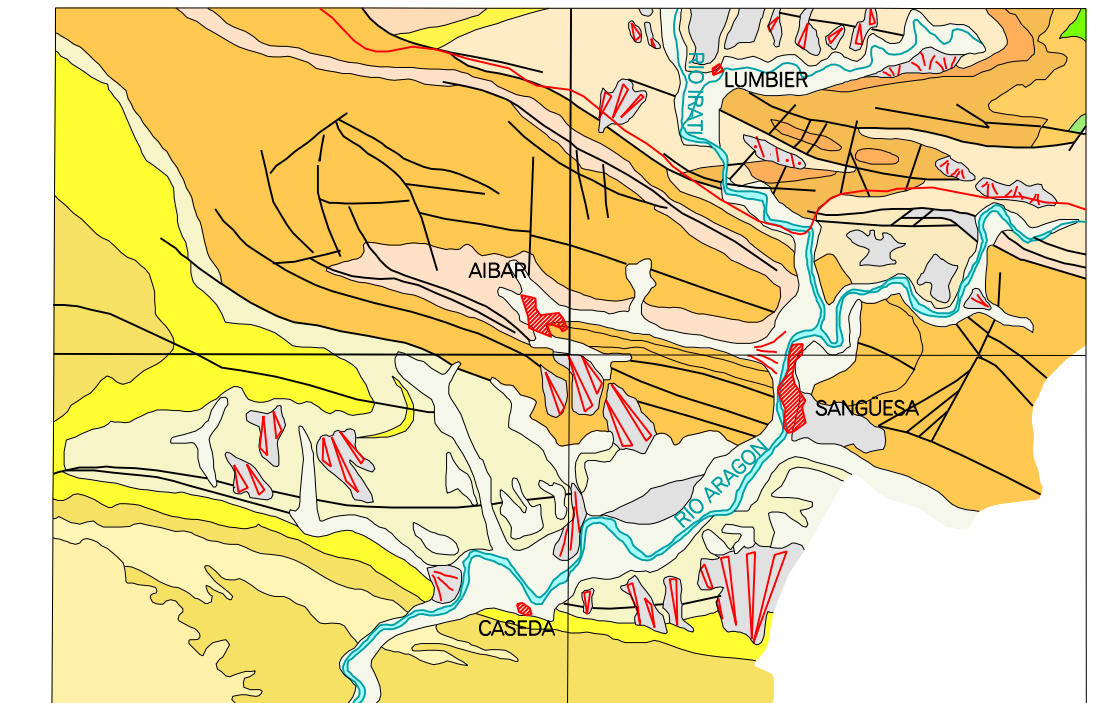 RIO IRATI
LUMBIER
AIBAR
SANGÜESA
RIO ARAGON
CASEDA